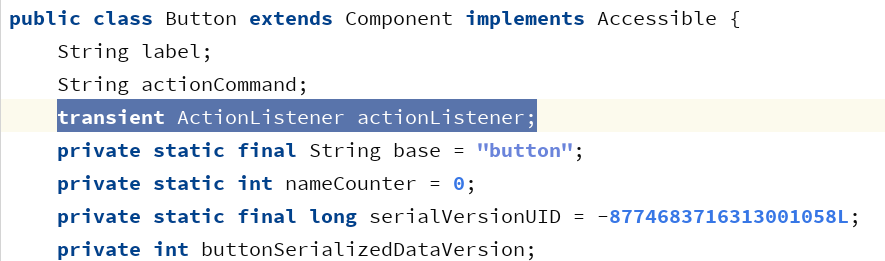 public class Button extends Component implements Accessible {
String label;
String actionCommand;
transient ActionListener actionListener;
private static final String base = "button";
private static int nameCounter = 0;
private static final long serialVersionUID = -8774683716313001058L;
private int buttonSerializedDataVersion;